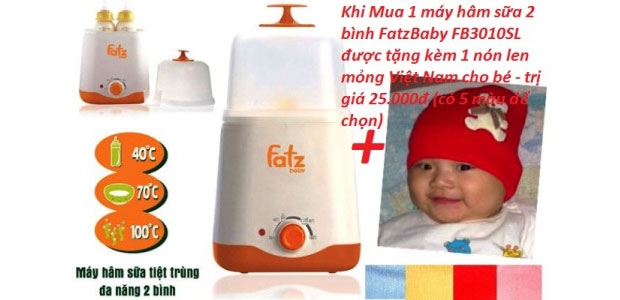 Khi Mua 1 máy hâm sữa 2
bình FatzBaby FB3010SL
được tặng kèm 1 nón len
mỏng Việt Nam cho bé - trị
giá 25.000đ (có 5 màu để
chọn)
+
Fatz
baby
Fatz
baby
40°C
70°C
100°C
Máy hâm sữa tiệt trùng
đa năng 2 bình